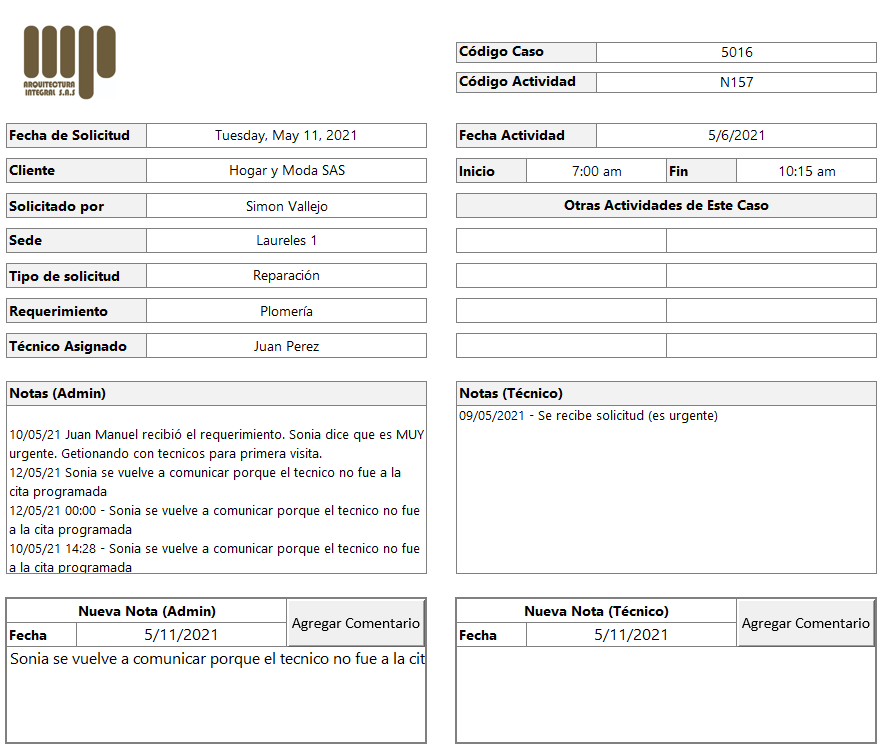 ARQUITECTURA
INTEGRAL S.A.S
Código Caso 5016
Código Actividad N157
Fecha de Solicitud Tuesday, May 11, 2021
Fecha Actividad 5/6/2021
Cliente Hogar y Moda SAS
Inicio 7:00 am Fin 10:15 am
Solicitado por Simon Vallejo
Otras Actividades de Este Caso
Sede Laureles 1
Tipo de solicitud Reparación
Requerimiento Plomería
Técnico Asignado Juan Perez
Notas (Admin)
10/05/21 Juan Manuel recibió el requerimiento. Sonia dice que es MUY
urgente. Getionando con tecnicos para primera visita.
12/05/21 Sonia se vuelve a comunicar porque el tecnico no fue a la
cita programada
12/05/21 00:00 - Sonia se vuelve a comunicar porque el tecnico no fue
a la cita programada
10/05/21 14:28 - Sonia se vuelve a comunicar porque el tecnico no fue
a la cita programada
Notas (Técnico)
09/05/2021 - Se recibe solicitud (es urgente)
Nueva Nota (Admin)
Agregar Comentario
Fecha 5/11/2021
Sonia se vuelve a comunicar porque el tecnico no fue a la cit
Nueva Nota (Técnico)
Agregar Comentario
Fecha 5/11/2021